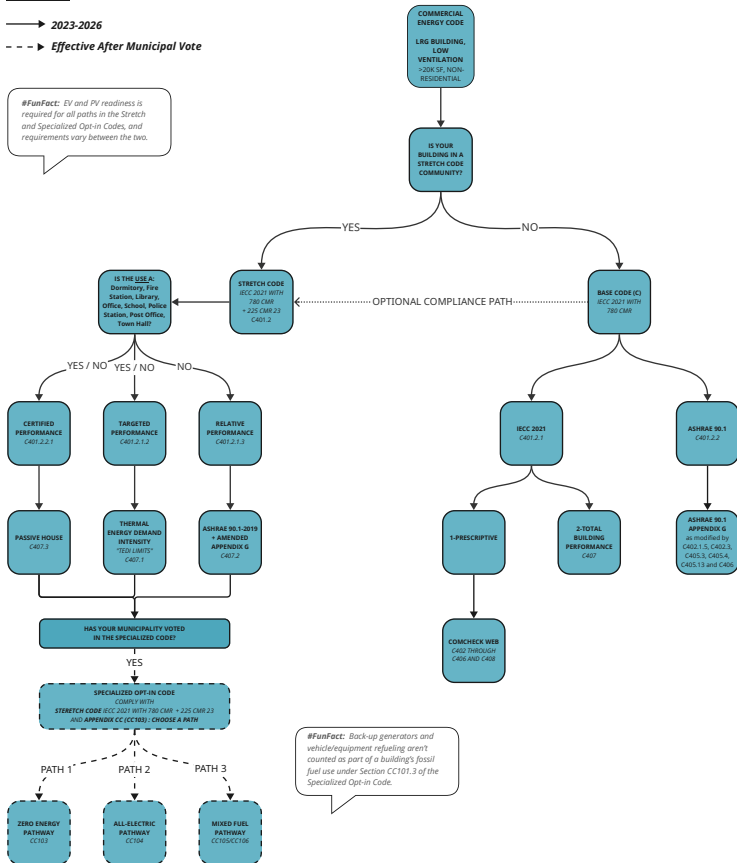 2023-2026
Effective After Municipal Vote
COMMERCIAL
ENERGY CODE
LRG BUILDING,
LOW
VENTILATION
>20K SF, NON-
RESIDENTIAL
#FunFact: EV and PV readiness is
required for all paths in the Stretch
and Specialized Opt-in Codes, and
requirements vary between the two.
IS YOUR
BUILDING IN A
STRETCH CODE
COMMUNITY?
YES
NO
IS THE USE A:
Dormitory, Fire
Station, Library,
Office, School, Police
Station, Post Office,
Town Hall?
STRETCH CODE
IECC 2021 WITH
780 CMR
+ 225 CMR 23
C401.2
OPTIONAL COMPLIANCE PATH
BASE CODE (C)
IECC 2021 WITH
780 CMR
YES / NO
YES / NO
NO
CERTIFIED
PERFORMANCE
C401.2.2.1
TARGETED
PERFORMANCE
C401.2.1.2
RELATIVE
PERFORMANCE
C401.2.1.3
IECC 2021
C401.2.1
ASHRAE 90.1
C401.2.2
PASSIVE HOUSE
C407.3
THERMAL
ENERGY DEMAND
INTENSITY
"TEDI LIMITS"
C407.1
ASHRAE 90.1-2019
+ AMENDED
APPENDIX G
C407.2
1-PRESCRIPTIVE
2-TOTAL
BUILDING
PERFORMANCE
C407
ASHRAE 90.1
APPENDIX G
as modified by
C402.1.5, C402.3,
C405.3, C405.4,
C405.13 and C406
HAS YOUR MUNICIPALITY VOTED
IN THE SPECIALIZED CODE?
COMCHECK WEB
C402 THROUGH
C406 AND C408
YES
SPECIALIZED OPT-IN CODE
COMPLY WITH
STERETCH CODE IECC 2021 WITH 780 CMR + 225 CMR 23
AND APPENDIX CC (CC103) : CHOOSE A PATH
#FunFact: Back-up generators and
vehicle/equipment refueling aren't
counted as part of a building's fossil
fuel use under Section CC101.3 of the
Specialized Opt-in Code.
PATH 1
PATH 2
PATH 3
ZERO ENERGY
PATHWAY
CC103
ALL-ELECTRIC
PATHWAY
CC104
MIXED FUEL
PATHWAY
CC105/CC106